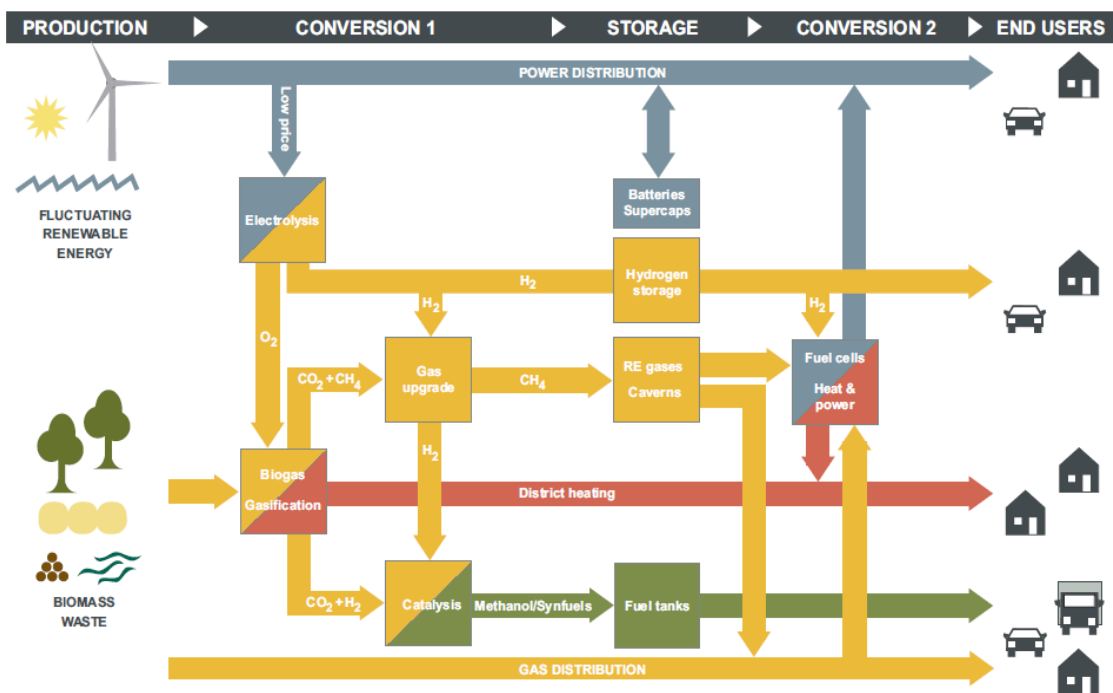 PRODUCTION
CONVERSION 1
STORAGE
CONVERSION 2
END USERS
POWER DISTRIBUTION
Low price
FLUCTUATING
RENEWABLE
ENERGY
Electrolysis
Batteries
Supercaps
H2
Hydrogen
storage
H2
H2
O2
CO2 + CH4
Gas
upgrade
CH4
RE gases
Caverns
Fuel cells
Heat &
power
H2
Biogas
Gasification
District heating
BIOMASS
WASTE
CO2 + H2
Catalysis
Methanol/Synfuels
Fuel tanks
GAS DISTRIBUTION